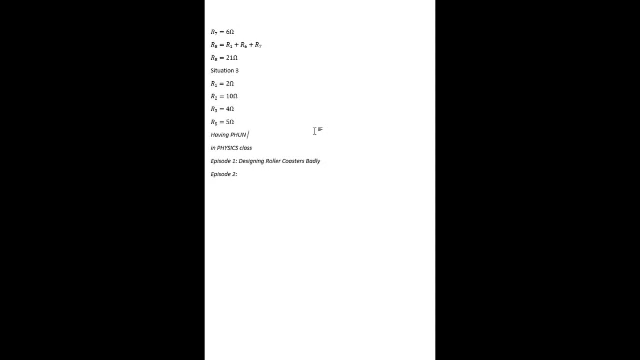 R₇ = 6Ω
R₈ = R₁ + R₆ + R₇
R₈ = 21Ω
Situation 3
R₁ = 2Ω
R₂ = 10Ω
R₃ = 4Ω
R₅ = 5Ω
Having PHUN
in PHYSICS class
Episode 1: Designing Roller Coasters Badly
Episode 2: